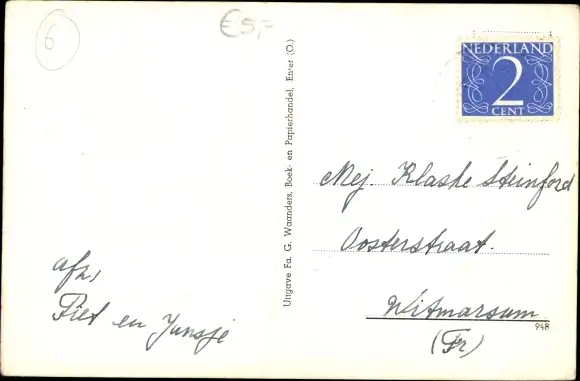 6
€5,-
NEDERLAND
2
CENT
Uitgave Fa. G. Waanders, Boek- en Papierhandel, Enter (O.)
Mej. Klaske Steinford
Oosterstraat.
Witmarsum
(Fr)
948
afz,
Piet en Jansje